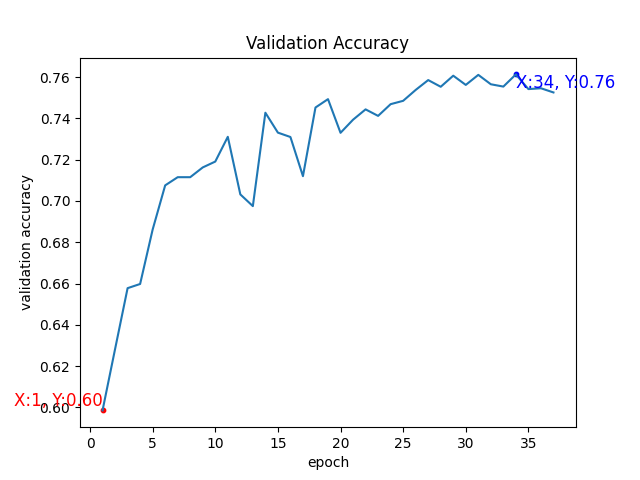 Validation Accuracy
validation accuracy
0.76
0.74
0.72
0.70
0.68
0.66
0.64
0.62
0.60
X:34, Y:0.76
X:1, Y:0.60
0 5 10 15 20 25 30 35
epoch